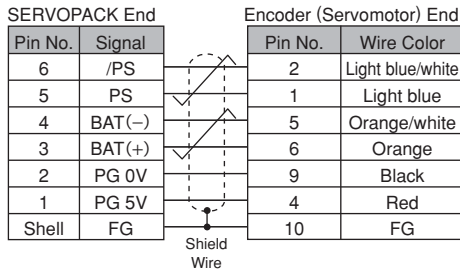 SERVOPACK End Encoder (Servomotor) End
Pin No. Signal Pin No. Wire Color
6 /PS 2 Light blue/white
5 PS 1 Light blue
4 BAT(−) 5 Orange/white
3 BAT(+) 6 Orange
2 PG 0V 9 Black
1 PG 5V 4 Red
Shell FG 10 FG
Shield
Wire